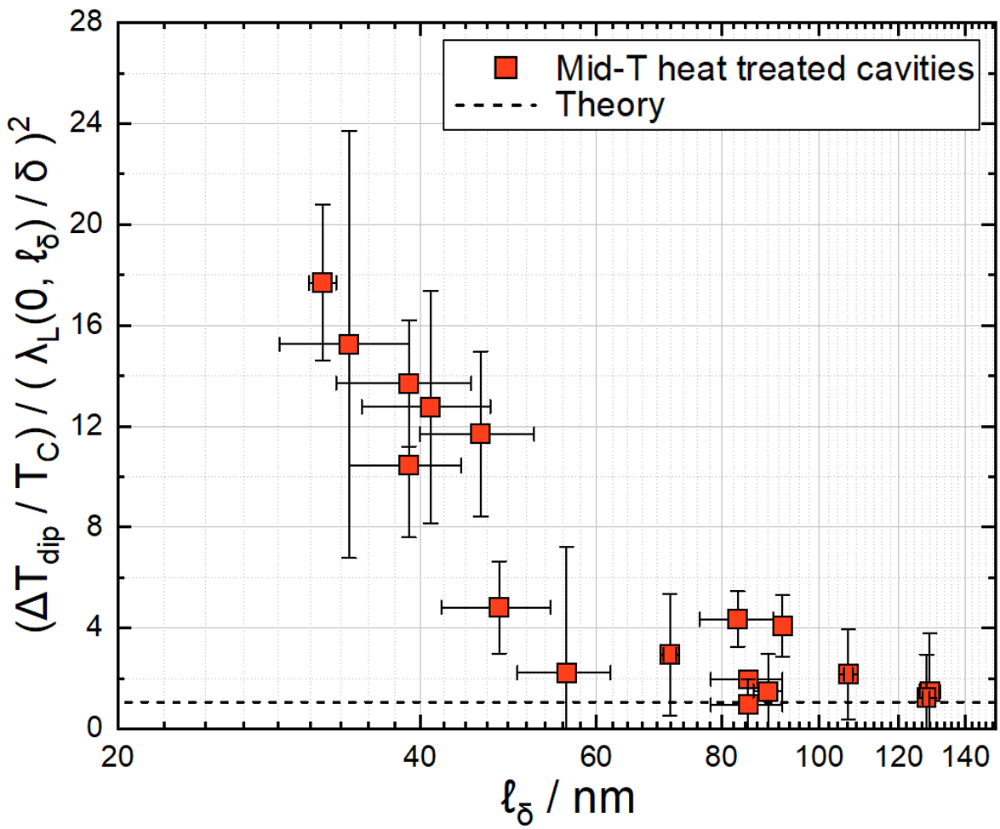 28
24
20
16
12
8
4
0
(ΔT_dip / T_C) / ( λ_L(0, ℓ_δ) / δ )²
Mid-T heat treated cavities
Theory
20 40 60 80 100 120 140
ℓ_δ / nm